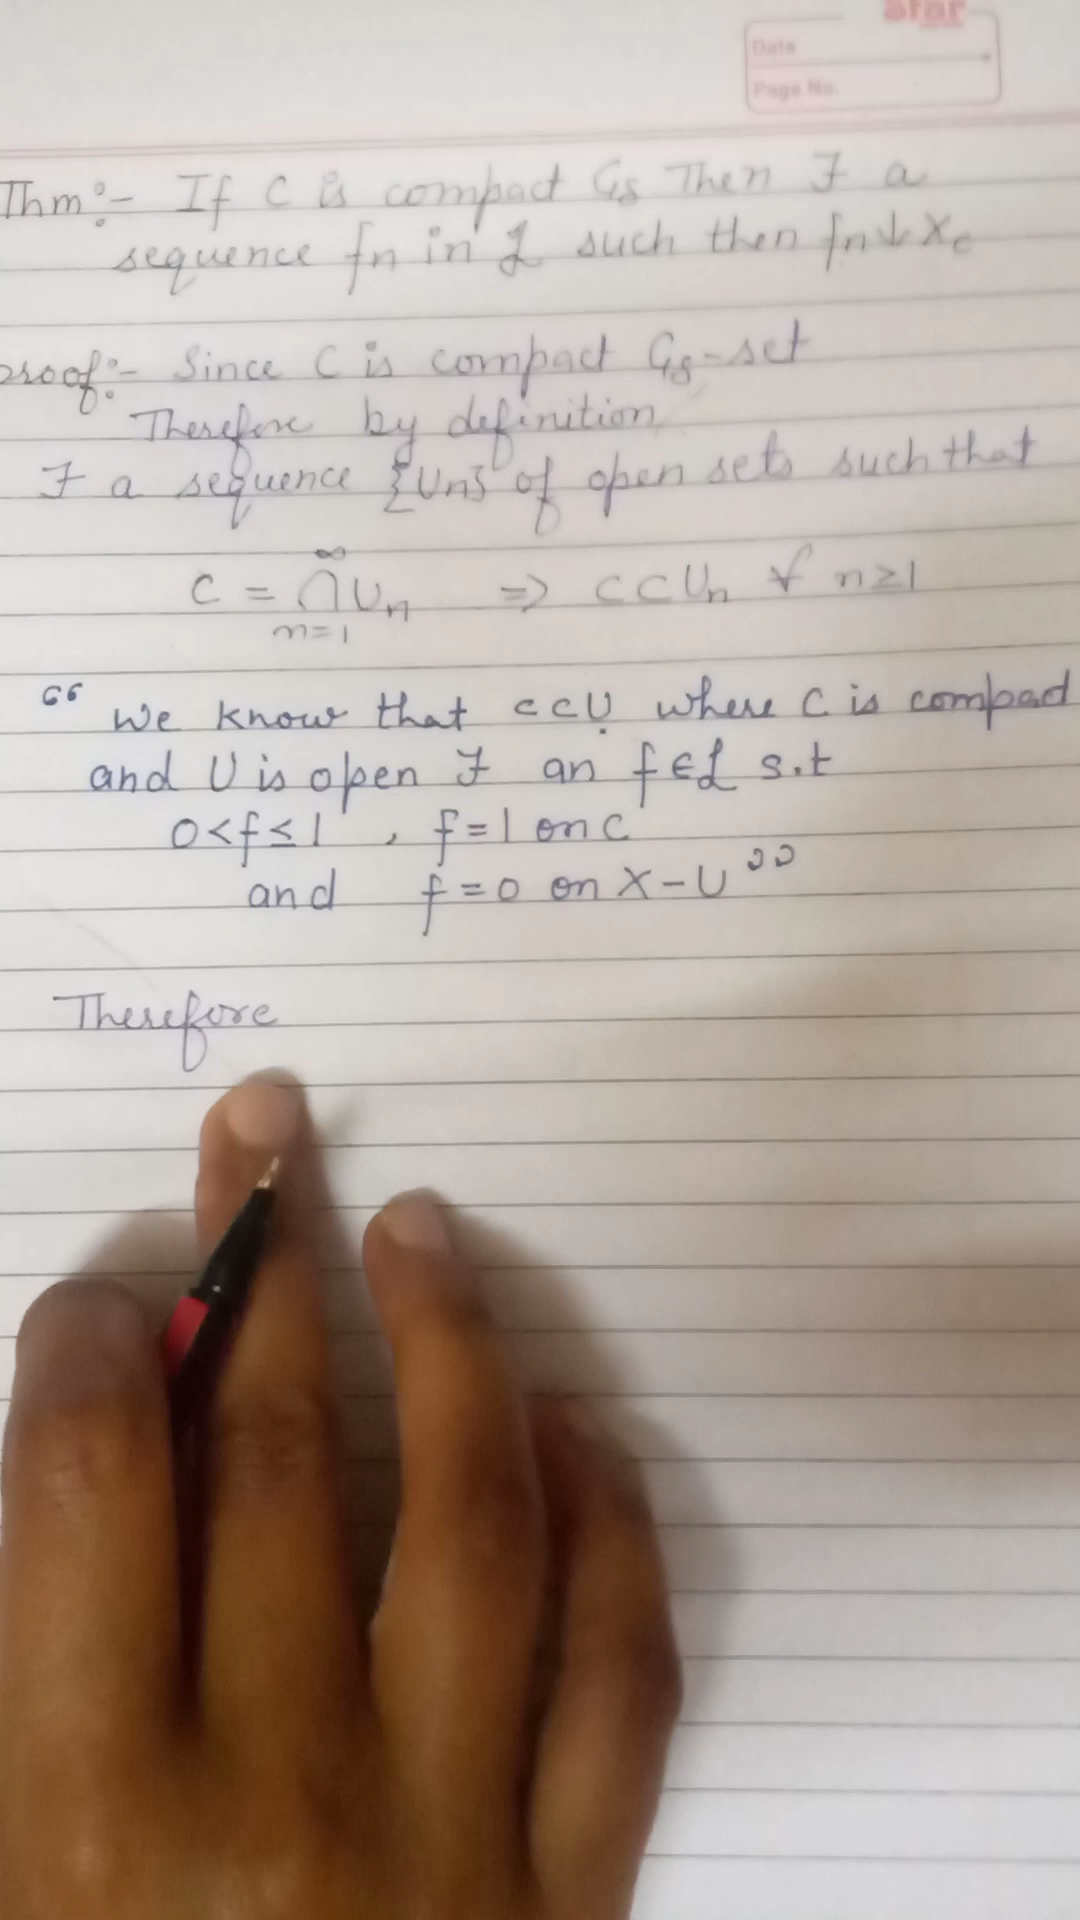 Star
Date
Page No.
Thm:- If C is compact Gδ Then ∃ a
sequence fn in ℒ such then fn↓χc
proof:- Since C is compact Gδ-set
Therefore by definition
∃ a sequence {Un} of open sets such that
C = ∞∩n=1 Un ⇒ C⊂Un ∀ n≥1
“ We know that C⊂U where C is compact
and U is open ∃ an f∈ℒ s.t
0<f≤1 , f=1 on C
and f=0 on X-U ”
Therefore